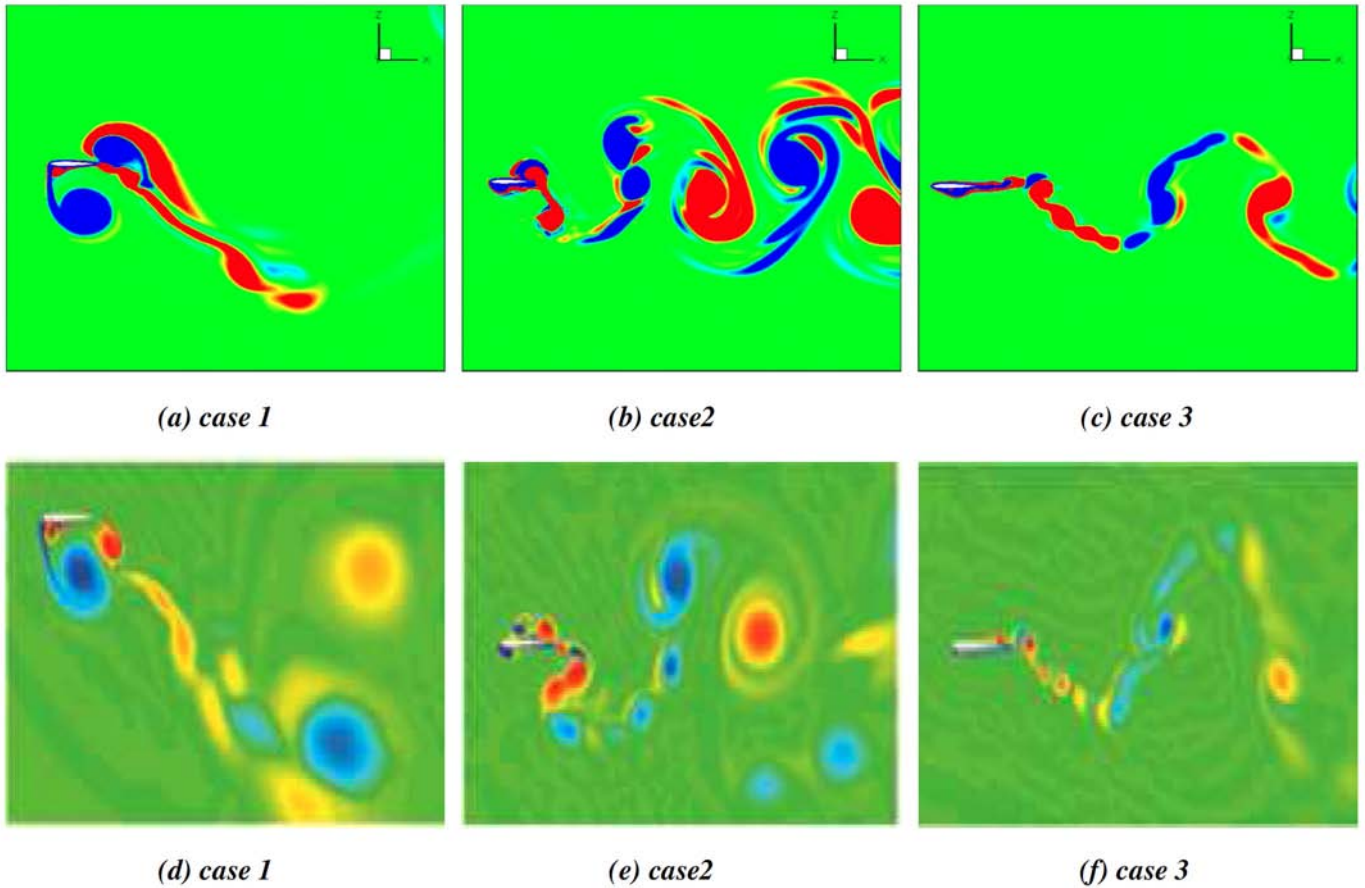 Z Z Z
X X X
(a) case 1 (b) case2 (c) case 3
(d) case 1 (e) case2 (f) case 3